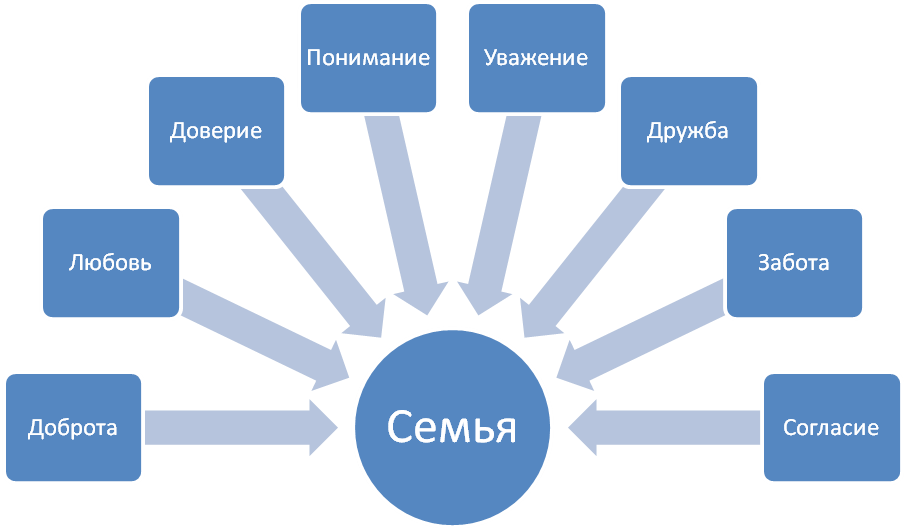 Понимание
Уважение
Доверие
Дружба
Любовь
Забота
Доброта
Семья
Согласие